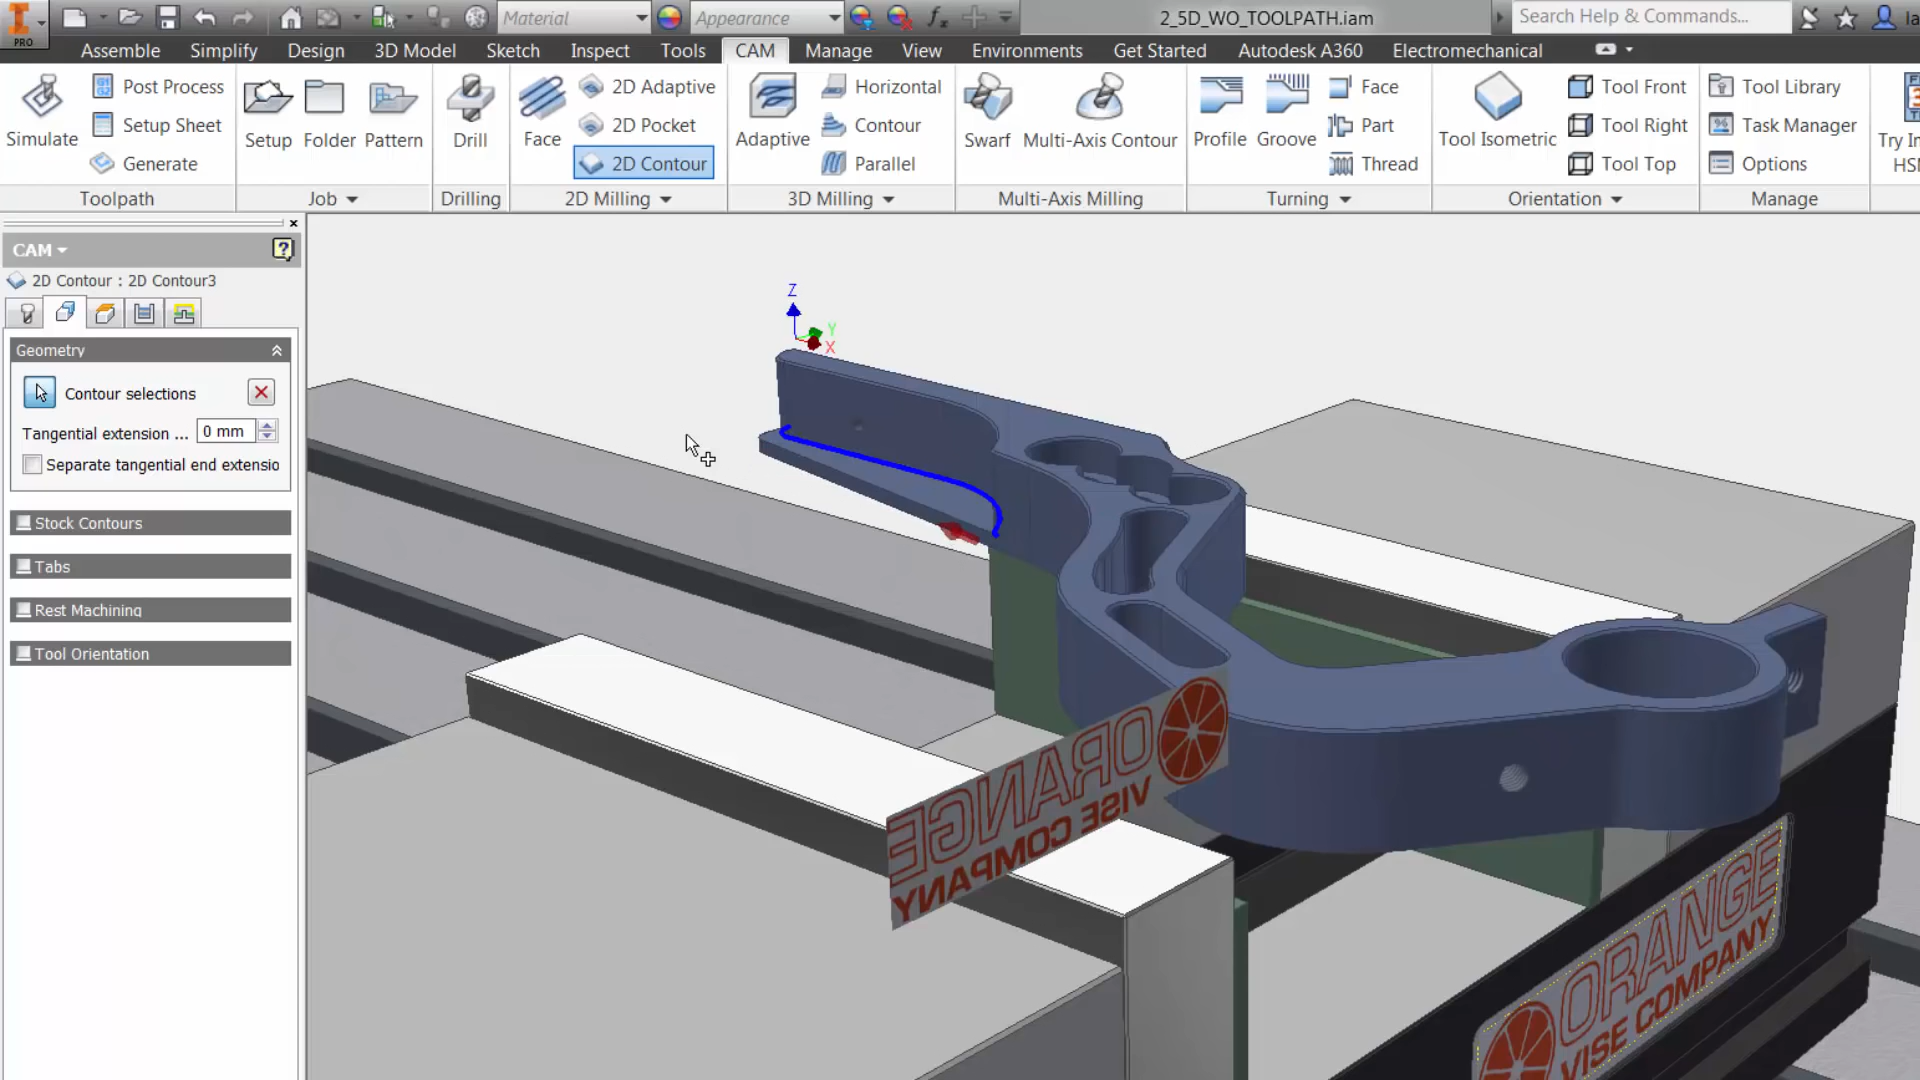 PRO
Material
Appearance
2_5D_WO_TOOLPATH.iam
Search Help & Commands...
Assemble Simplify Design 3D Model Sketch Inspect Tools CAM Manage View Environments Get Started Autodesk A360 Electromechanical
Simulate
Post Process
Setup Sheet
Generate
Toolpath
Setup
Folder
Pattern
Job
Drill
Drilling
Face
2D Adaptive
2D Pocket
2D Contour
2D Milling
Adaptive
Horizontal
Contour
Parallel
3D Milling
Swarf
Multi-Axis Contour
Multi-Axis Milling
Profile
Groove
Face
Part
Thread
Turning
Tool Isometric
Tool Front
Tool Right
Tool Top
Orientation
Tool Library
Task Manager
Options
Manage
Try In
HSM
CAM
2D Contour : 2D Contour3
Geometry
Contour selections
Tangential extension ... 0 mm
Separate tangential end extensio
Stock Contours
Tabs
Rest Machining
Tool Orientation
Z
Y
X
ORANGE
VISE COMPANY
ORANGE
VISE COMPANY